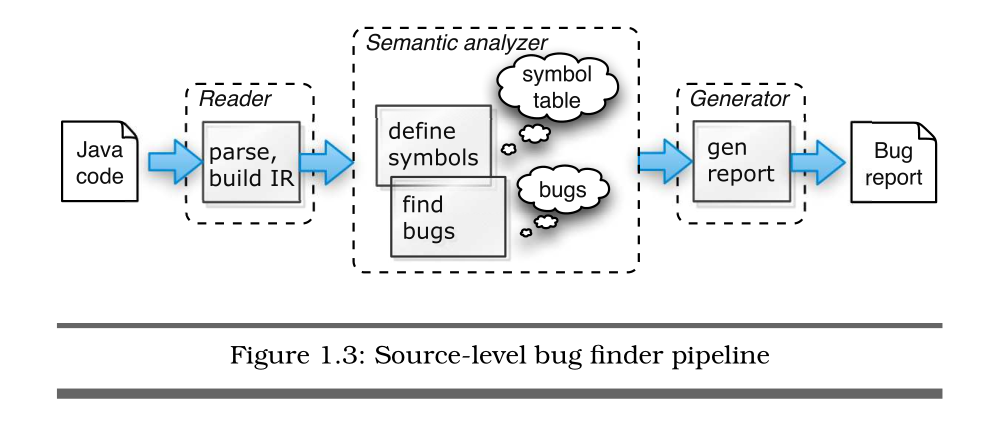 Semantic analyzer
symbol
table
Reader
Generator
Java
code
parse,
build IR
define
symbols
find
bugs
bugs
gen
report
Bug
report
Figure 1.3: Source-level bug finder pipeline